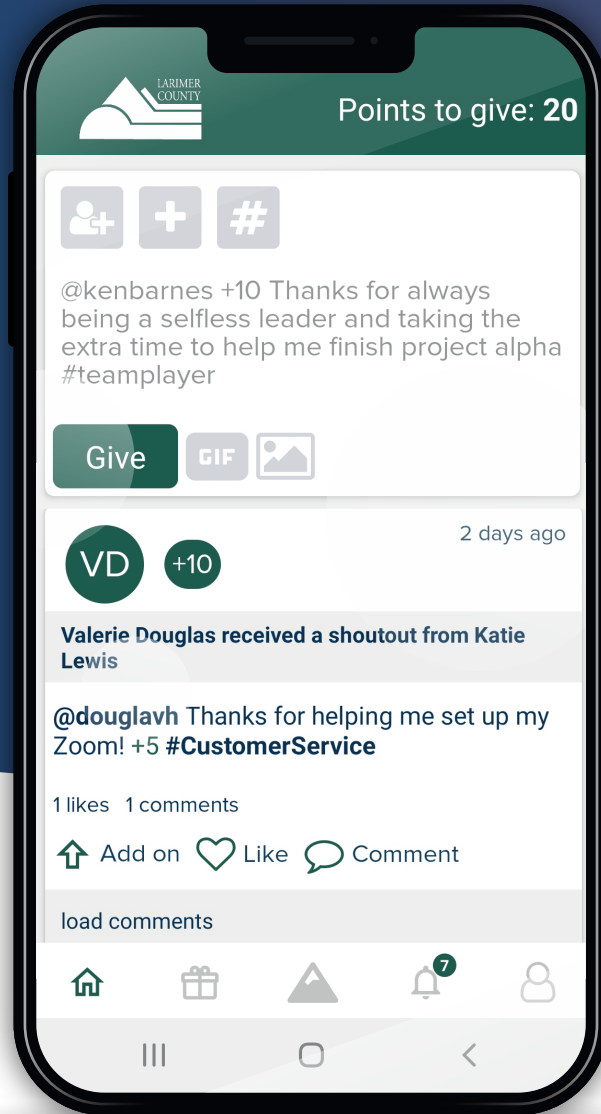 LARIMER
COUNTY
Points to give: 20
#
@kenbarnes +10 Thanks for always
being a selfless leader and taking the
extra time to help me finish project alpha
#teamplayer
Give
GIF
2 days ago
VD
+10
Valerie Douglas received a shoutout from Katie
Lewis
@douglavh Thanks for helping me set up my
Zoom! +5 #CustomerService
1 likes 1 comments
Add on Like Comment
load comments
7